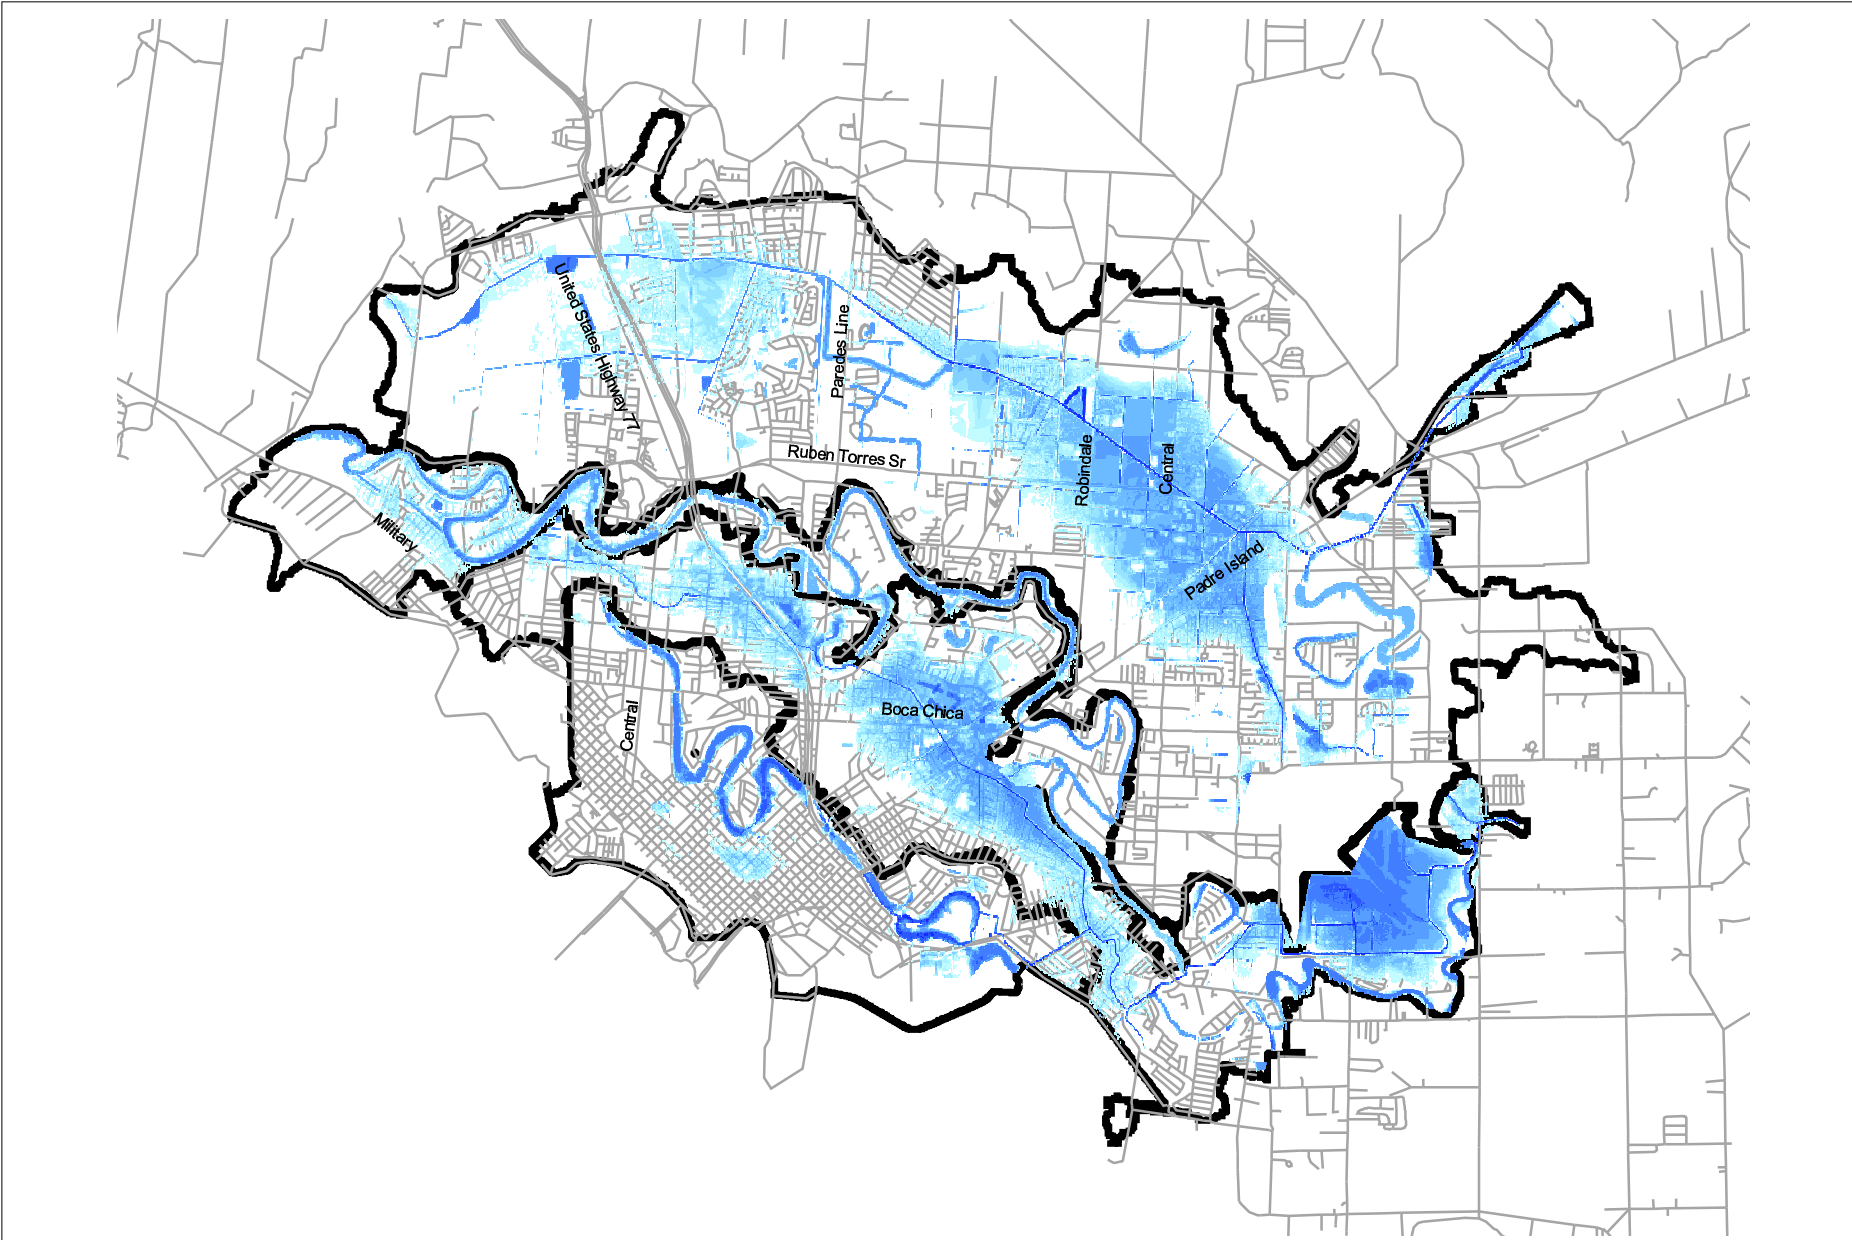 United States Highway 77
Paredes Line
Ruben Torres Sr
Robindale
Central
Military
Padre Island
Boca Chica
Central